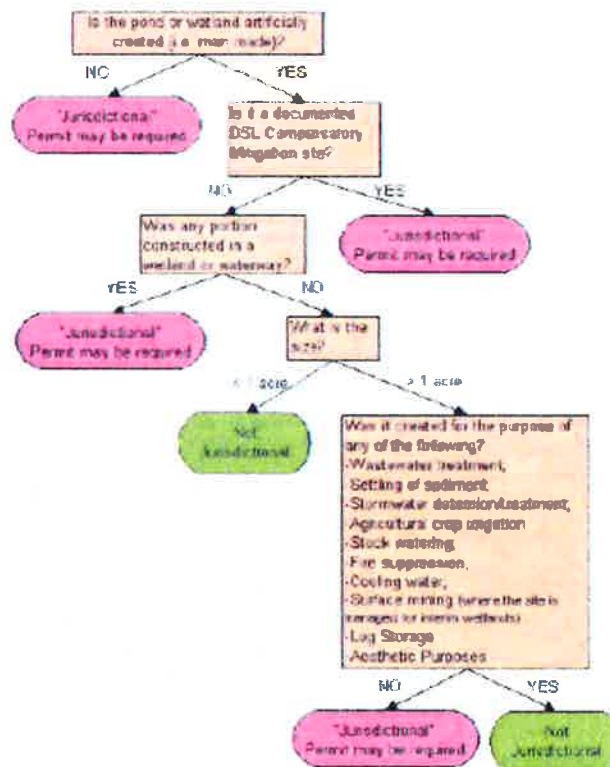 Is the pond or wetland artificially
created (i.e. man made)?
NO
YES
"Jurisdictional"
Permit may be required
Is it a documented
DSL Compensatory
Mitigation site?
NO
YES
Was any portion
constructed in a
wetland or waterway?
"Jurisdictional"
Permit may be required
YES
NO
"Jurisdictional"
Permit may be required
What is the
size?
< 1 acre
> 1 acre
Not
Jurisdictional
Was it created for the purpose of
any of the following?
-Wastewater treatment;
-Settling of sediment;
-Stormwater detention/treatment;
-Agricultural crop irrigation
-Stock watering;
-Fire suppression;
-Cooling water;
-Surface mining (where the site is
managed for interim wetlands)
-Log Storage
-Aesthetic Purposes
NO
YES
"Jurisdictional"
Permit may be required
Not
Jurisdictional